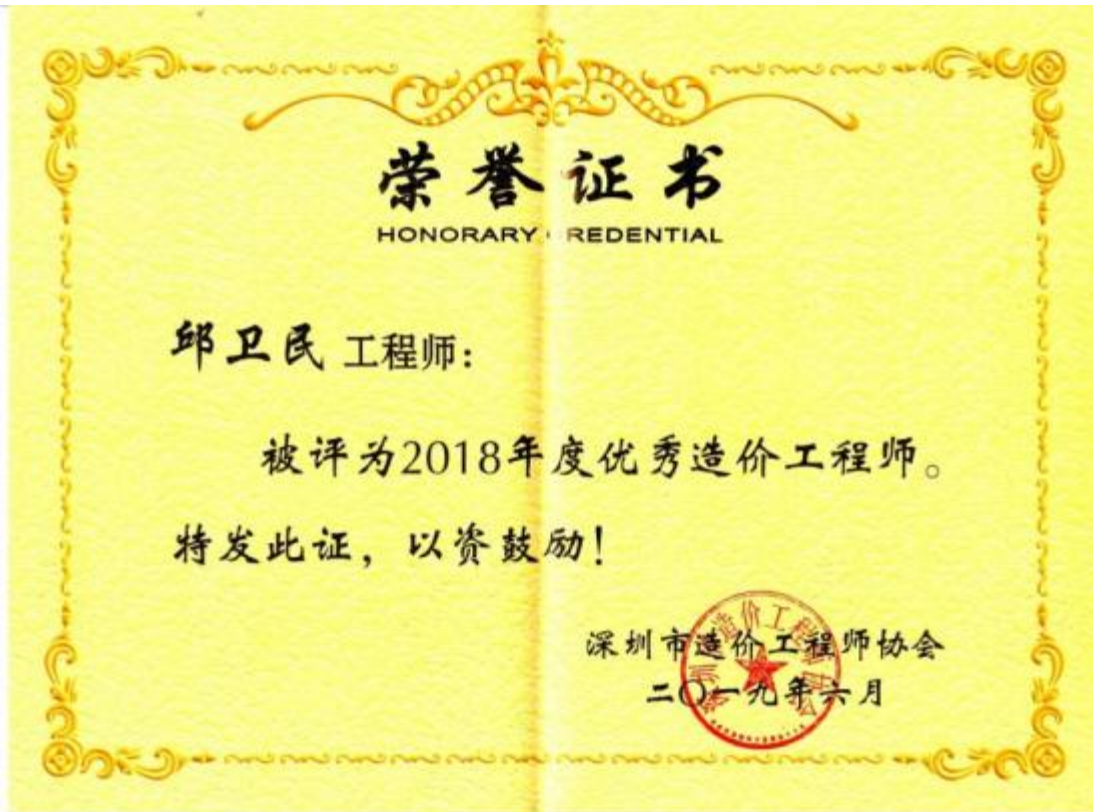 荣誉证书
HONORARY CREDENTIAL
邱卫民 工程师：
被评为2018年度优秀造价工程师。
特发此证，以资鼓励！
深圳市造价工程师协会
二〇一九年六月